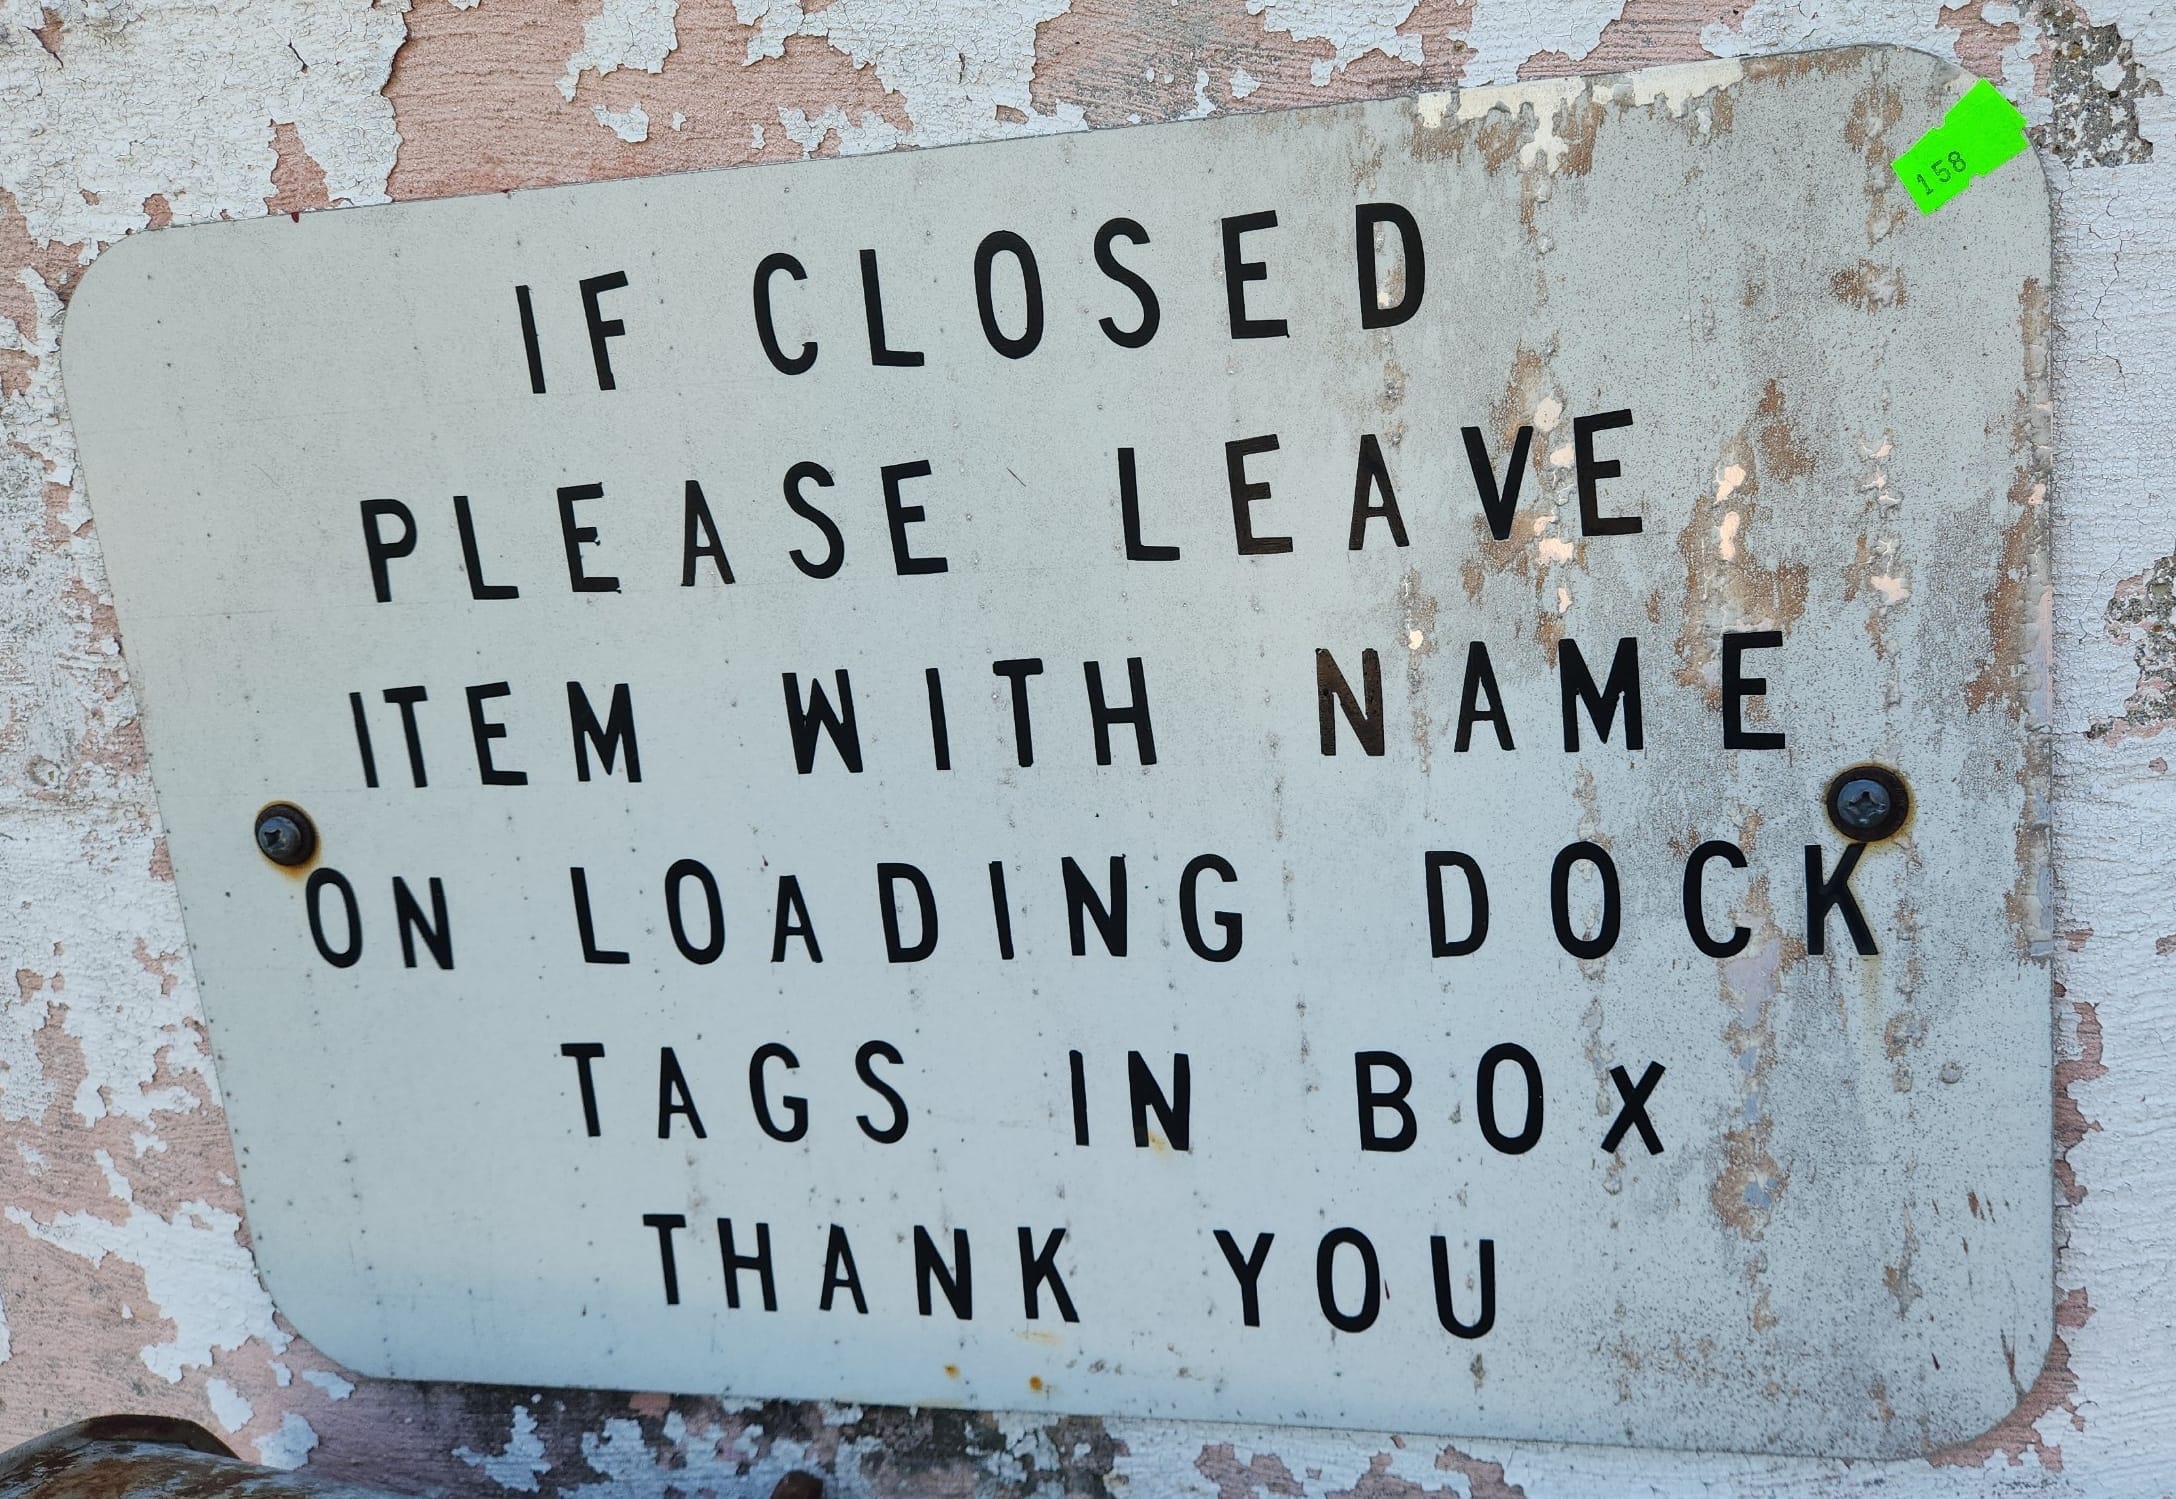 158
IF CLOSED
PLEASE LEAVE
ITEM WITH NAME
ON LOADING DOCK
TAGS IN BOX
THANK YOU